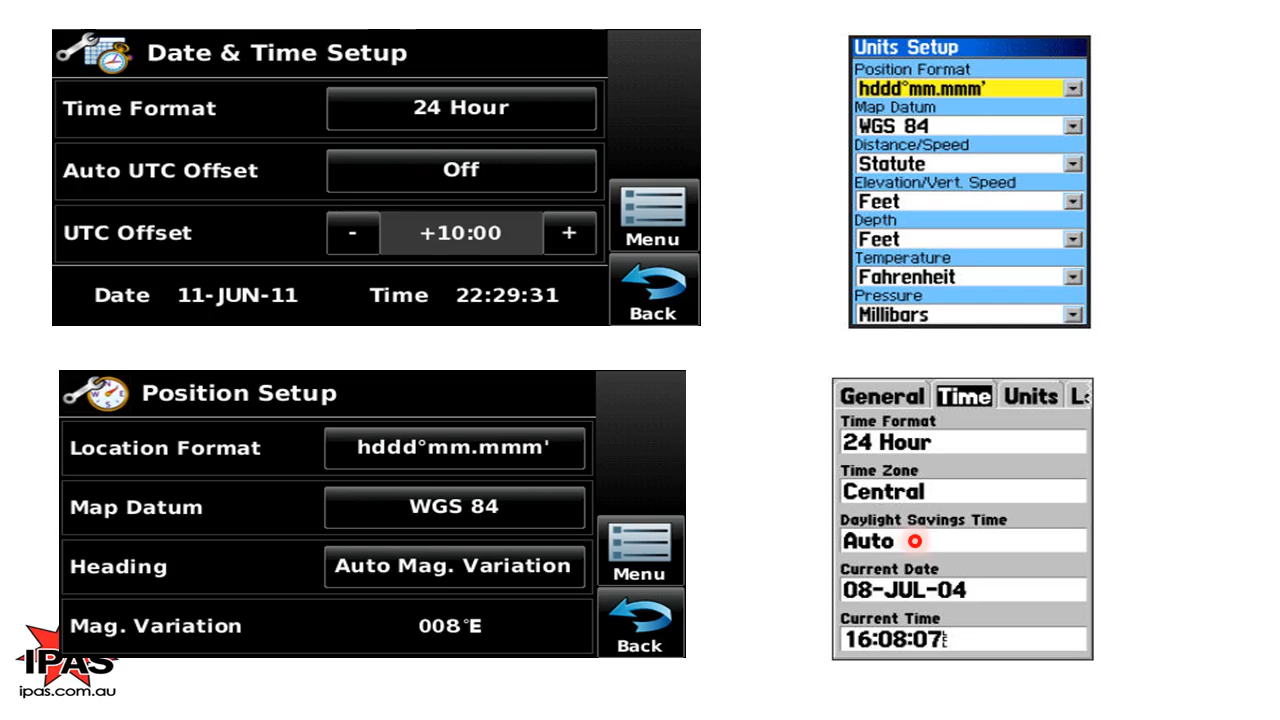 Date & Time Setup
Time Format 24 Hour
Auto UTC Offset Off
UTC Offset - +10:00 +
Menu
Date 11-JUN-11 Time 22:29:31
Back
Units Setup
Position Format
hddd°mm.mmm'
Map Datum
WGS 84
Distance/Speed
Statute
Elevation/Vert. Speed
Feet
Depth
Feet
Temperature
Fahrenheit
Pressure
Millibars
Position Setup
Location Format hddd°mm.mmm'
Map Datum WGS 84
Heading Auto Mag. Variation
Menu
Mag. Variation 008°E
Back
IPAS
ipas.com.au
General Time Units
Time Format
24 Hour
Time Zone
Central
Daylight Savings Time
Auto
Current Date
08-JUL-04
Current Time
16:08:07